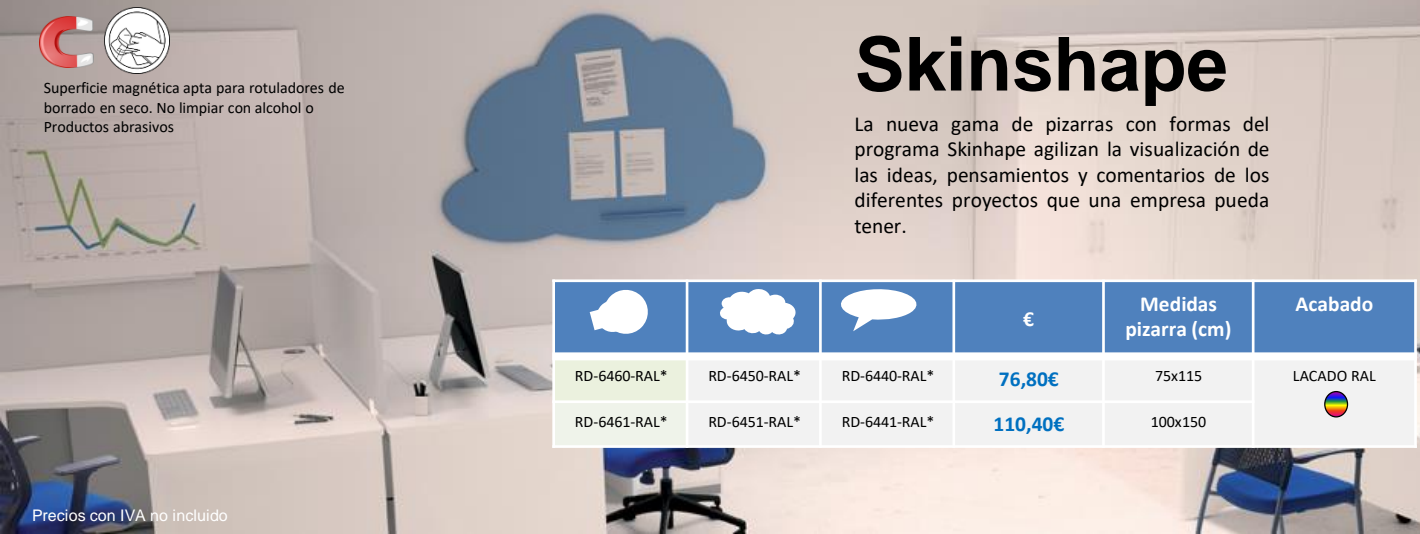 Superficie magnética apta para rotuladores de
borrado en seco. No limpiar con alcohol o
Productos abrasivos
Skinshape
La nueva gama de pizarras con formas del
programa Skinhape agilizan la visualización de
las ideas, pensamientos y comentarios de los
diferentes proyectos que una empresa pueda
tener.
€ Medidas pizarra (cm) Acabado
RD-6460-RAL* RD-6450-RAL* RD-6440-RAL* 76,80€ 75x115 LACADO RAL
RD-6461-RAL* RD-6451-RAL* RD-6441-RAL* 110,40€ 100x150
Precios con IVA no incluido